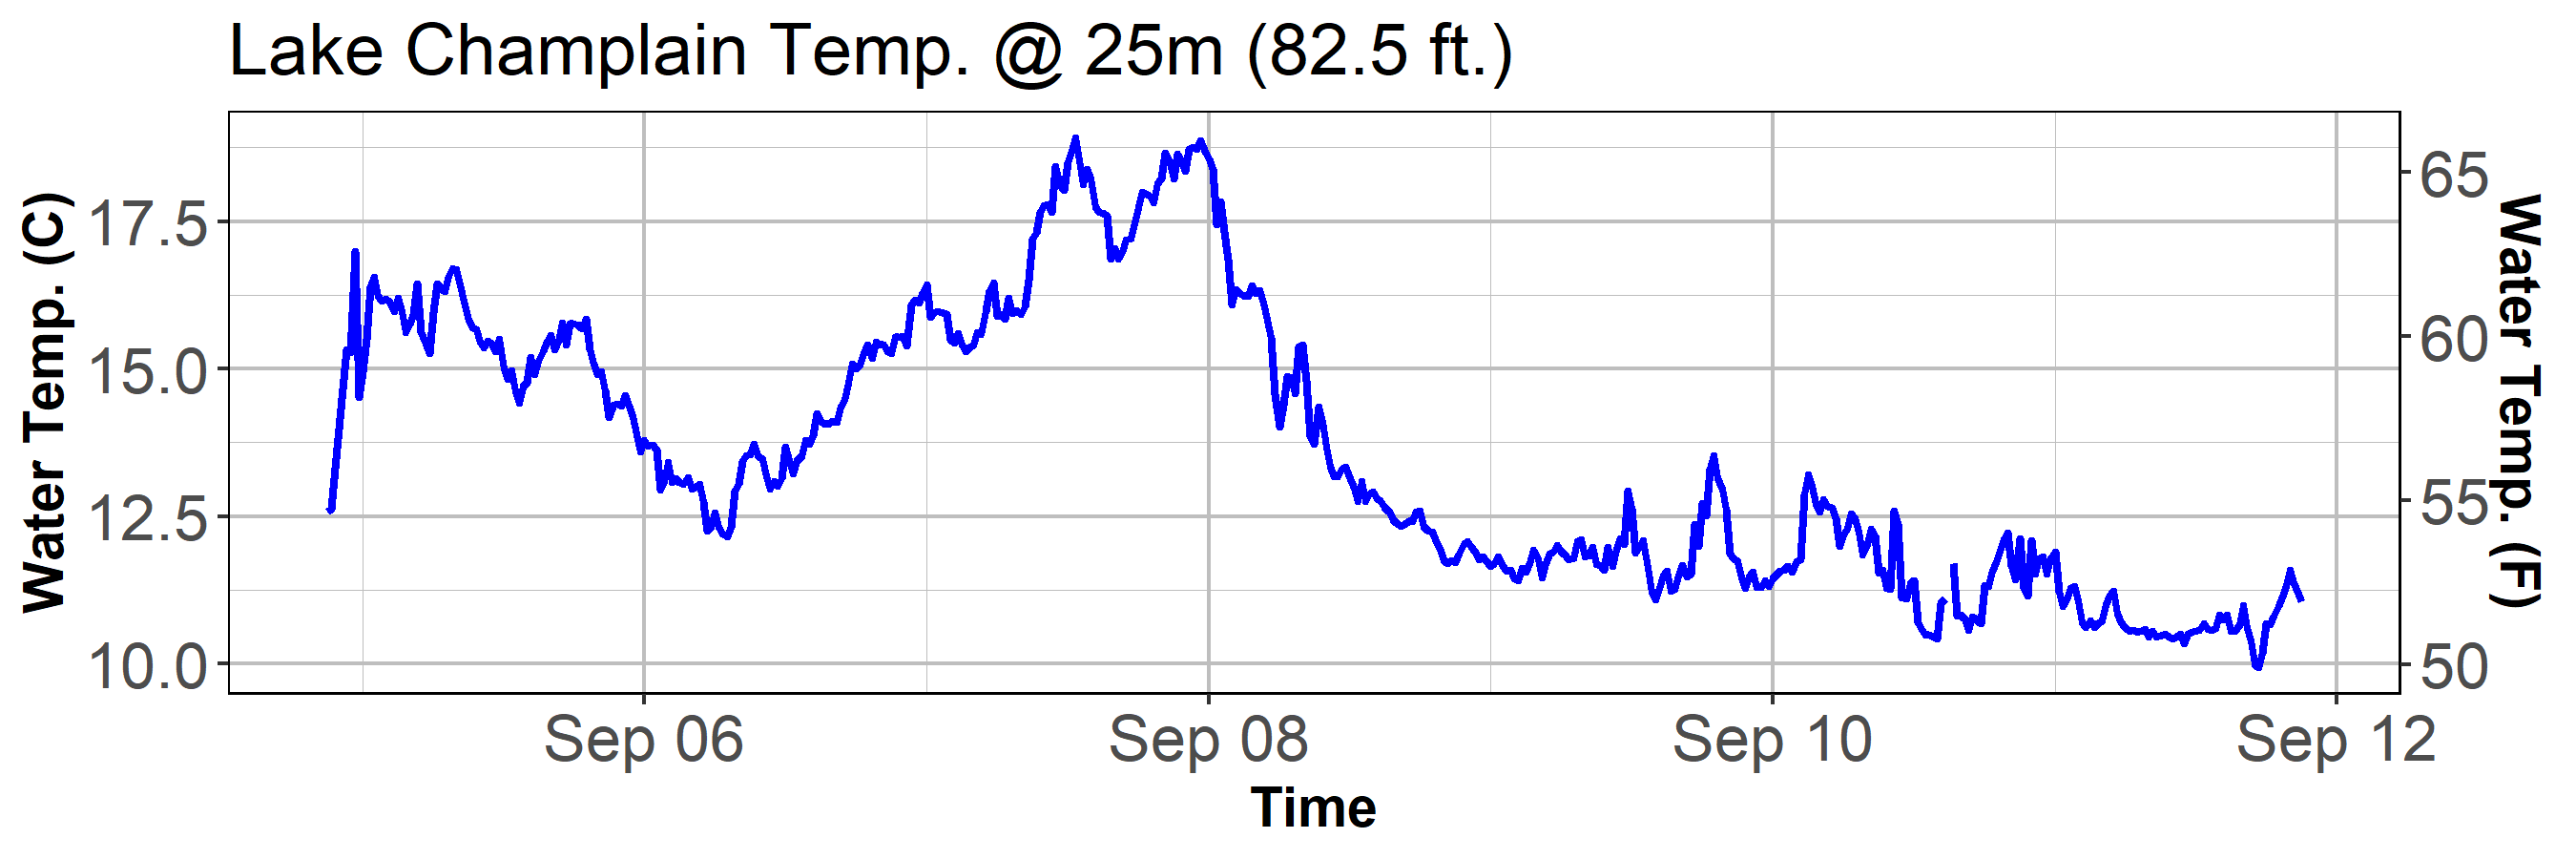 Lake Champlain Temp. @ 25m (82.5 ft.)
Water Temp. (C)
17.5
15.0
12.5
10.0
65
60
55
50
Water Temp. (F)
Sep 06
Sep 08
Sep 10
Sep 12
Time